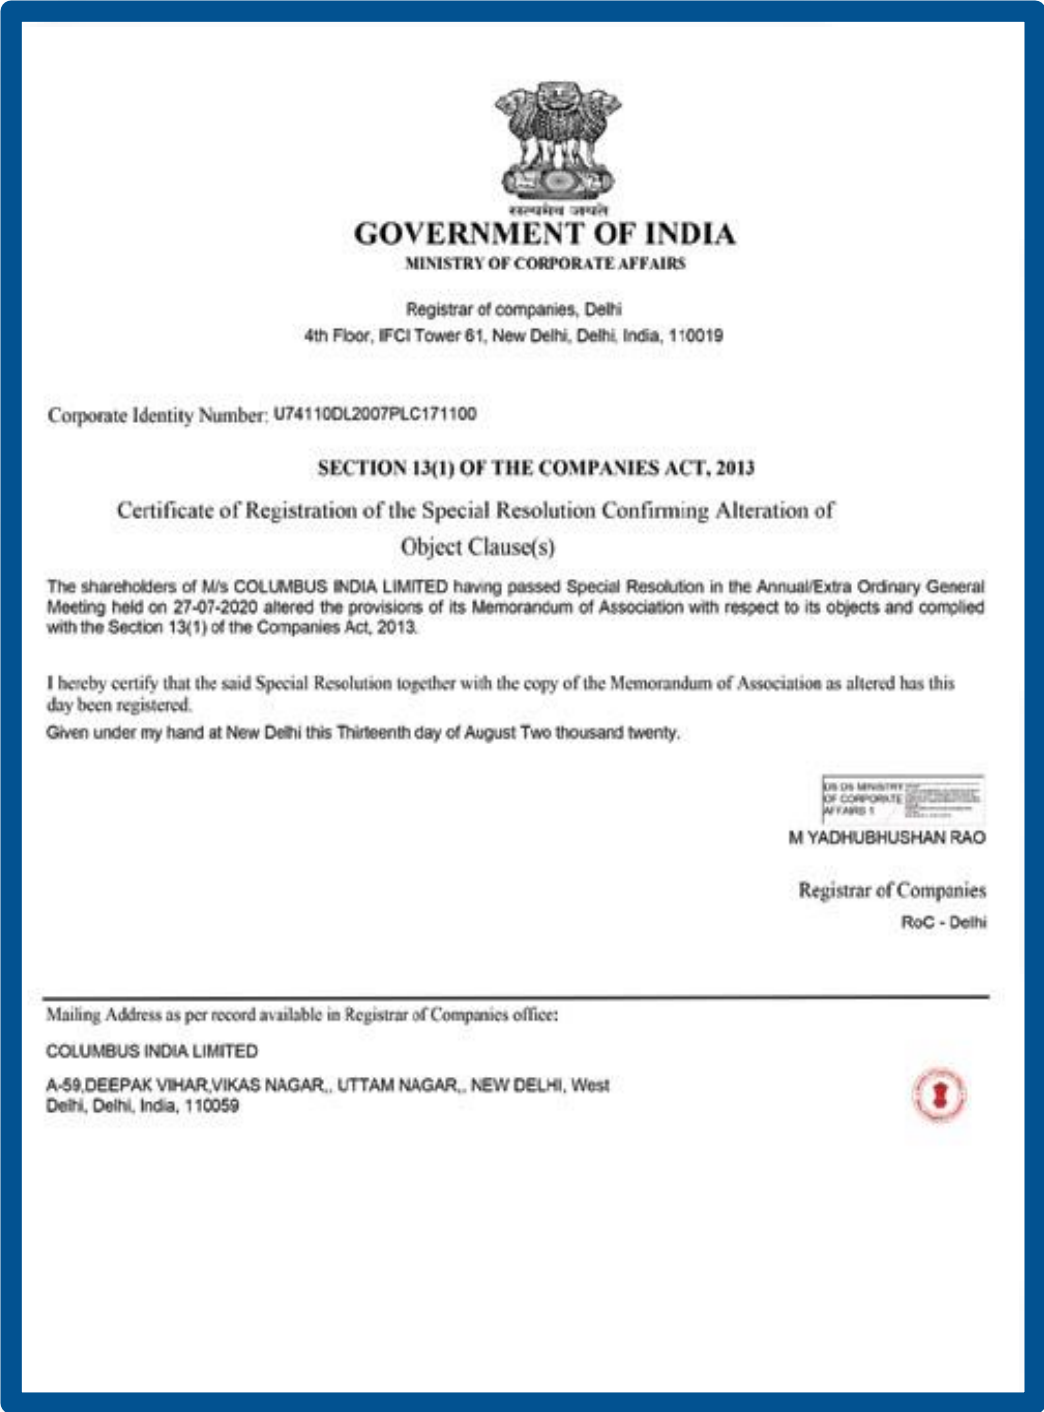 सत्यमेव जयते
GOVERNMENT OF INDIA
MINISTRY OF CORPORATE AFFAIRS
Registrar of companies, Delhi
4th Floor, IFCI Tower 61, New Delhi, Delhi, India, 110019
Corporate Identity Number: U74110DL2007PLC171100
SECTION 13(1) OF THE COMPANIES ACT, 2013
Certificate of Registration of the Special Resolution Confirming Alteration of
Object Clause(s)
The shareholders of M/s COLUMBUS INDIA LIMITED having passed Special Resolution in the Annual/Extra Ordinary General
Meeting held on 27-07-2020 altered the provisions of its Memorandum of Association with respect to its objects and complied
with the Section 13(1) of the Companies Act, 2013.
I hereby certify that the said Special Resolution together with the copy of the Memorandum of Association as altered has this
day been registered.
Given under my hand at New Delhi this Thirteenth day of August Two thousand twenty.
DS DS MINISTRY
OF CORPORATE
AFFAIRS 1
M YADHUBHUSHAN RAO
Registrar of Companies
RoC - Delhi
Mailing Address as per record available in Registrar of Companies office:
COLUMBUS INDIA LIMITED
A-59,DEEPAK VIHAR,VIKAS NAGAR,, UTTAM NAGAR,, NEW DELHI, West
Delhi, Delhi, India, 110059